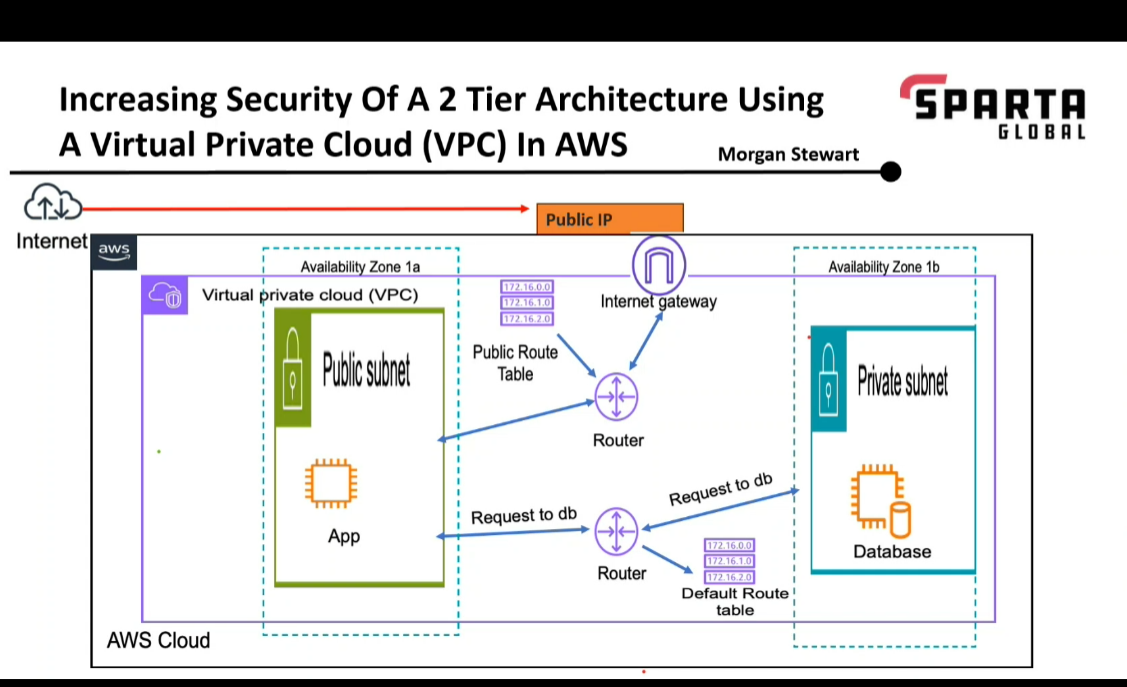 Increasing Security Of A 2 Tier Architecture Using
A Virtual Private Cloud (VPC) In AWS
Morgan Stewart
SPARTA
GLOBAL
Internet
Public IP
aws
Availability Zone 1a
Availability Zone 1b
Virtual private cloud (VPC)
172.16.0.0
172.16.1.0
172.16.2.0
Internet gateway
Public Route
Table
Public subnet
Private subnet
Router
App
Request to db
Request to db
Router
172.16.0.0
172.16.1.0
172.16.2.0
Default Route
table
Database
AWS Cloud